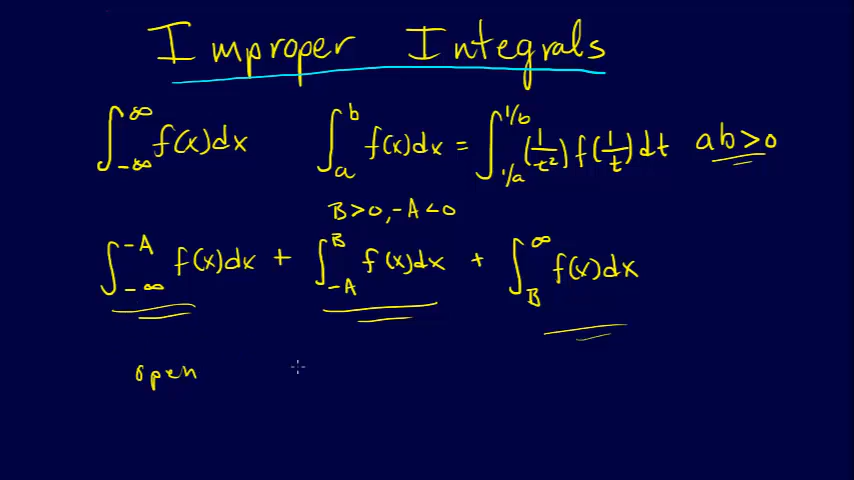 Improper Integrals
∫_{-∞}^{∞} f(x)dx    ∫_a^b f(x)dx = ∫_{1/a}^{1/b} (1/t²) f(1/t) dt   ab>0
B>0, -A<0
∫_{-∞}^{-A} f(x)dx + ∫_{-A}^{B} f(x)dx + ∫_B^{∞} f(x)dx
open